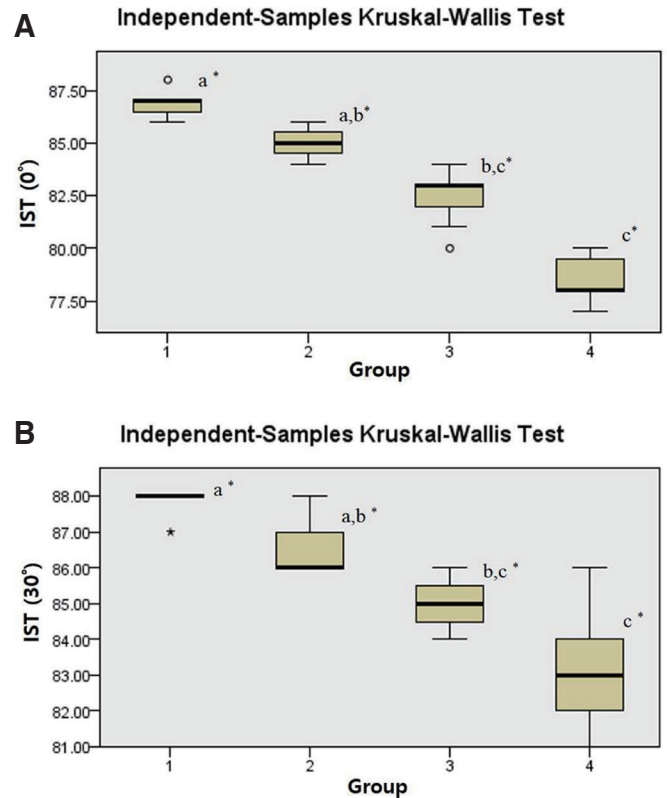 A
Independent-Samples Kruskal-Wallis Test
IST (0°)
87.50
85.00
82.50
80.00
77.50
a *
a,b*
b,c*
c*
1 2 3 4
Group
B
Independent-Samples Kruskal-Wallis Test
IST (30°)
88.00
87.00
86.00
85.00
84.00
83.00
82.00
81.00
a *
a,b *
b,c *
c *
1 2 3 4
Group